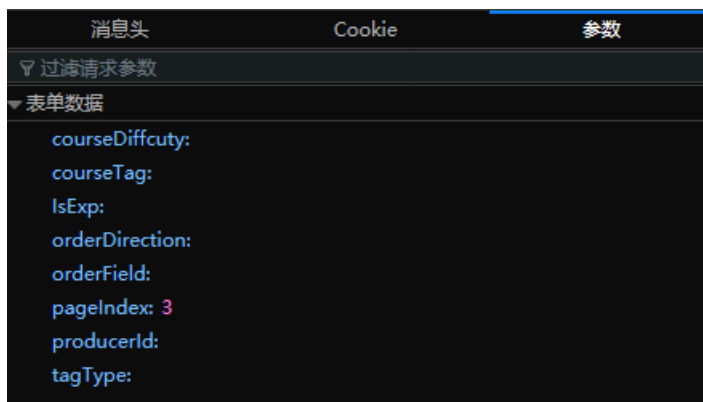 消息头 Cookie 参数
过滤请求参数
表单数据
courseDiffcuty:
courseTag:
IsExp:
orderDirection:
orderField:
pageIndex: 3
producerId:
tagType: